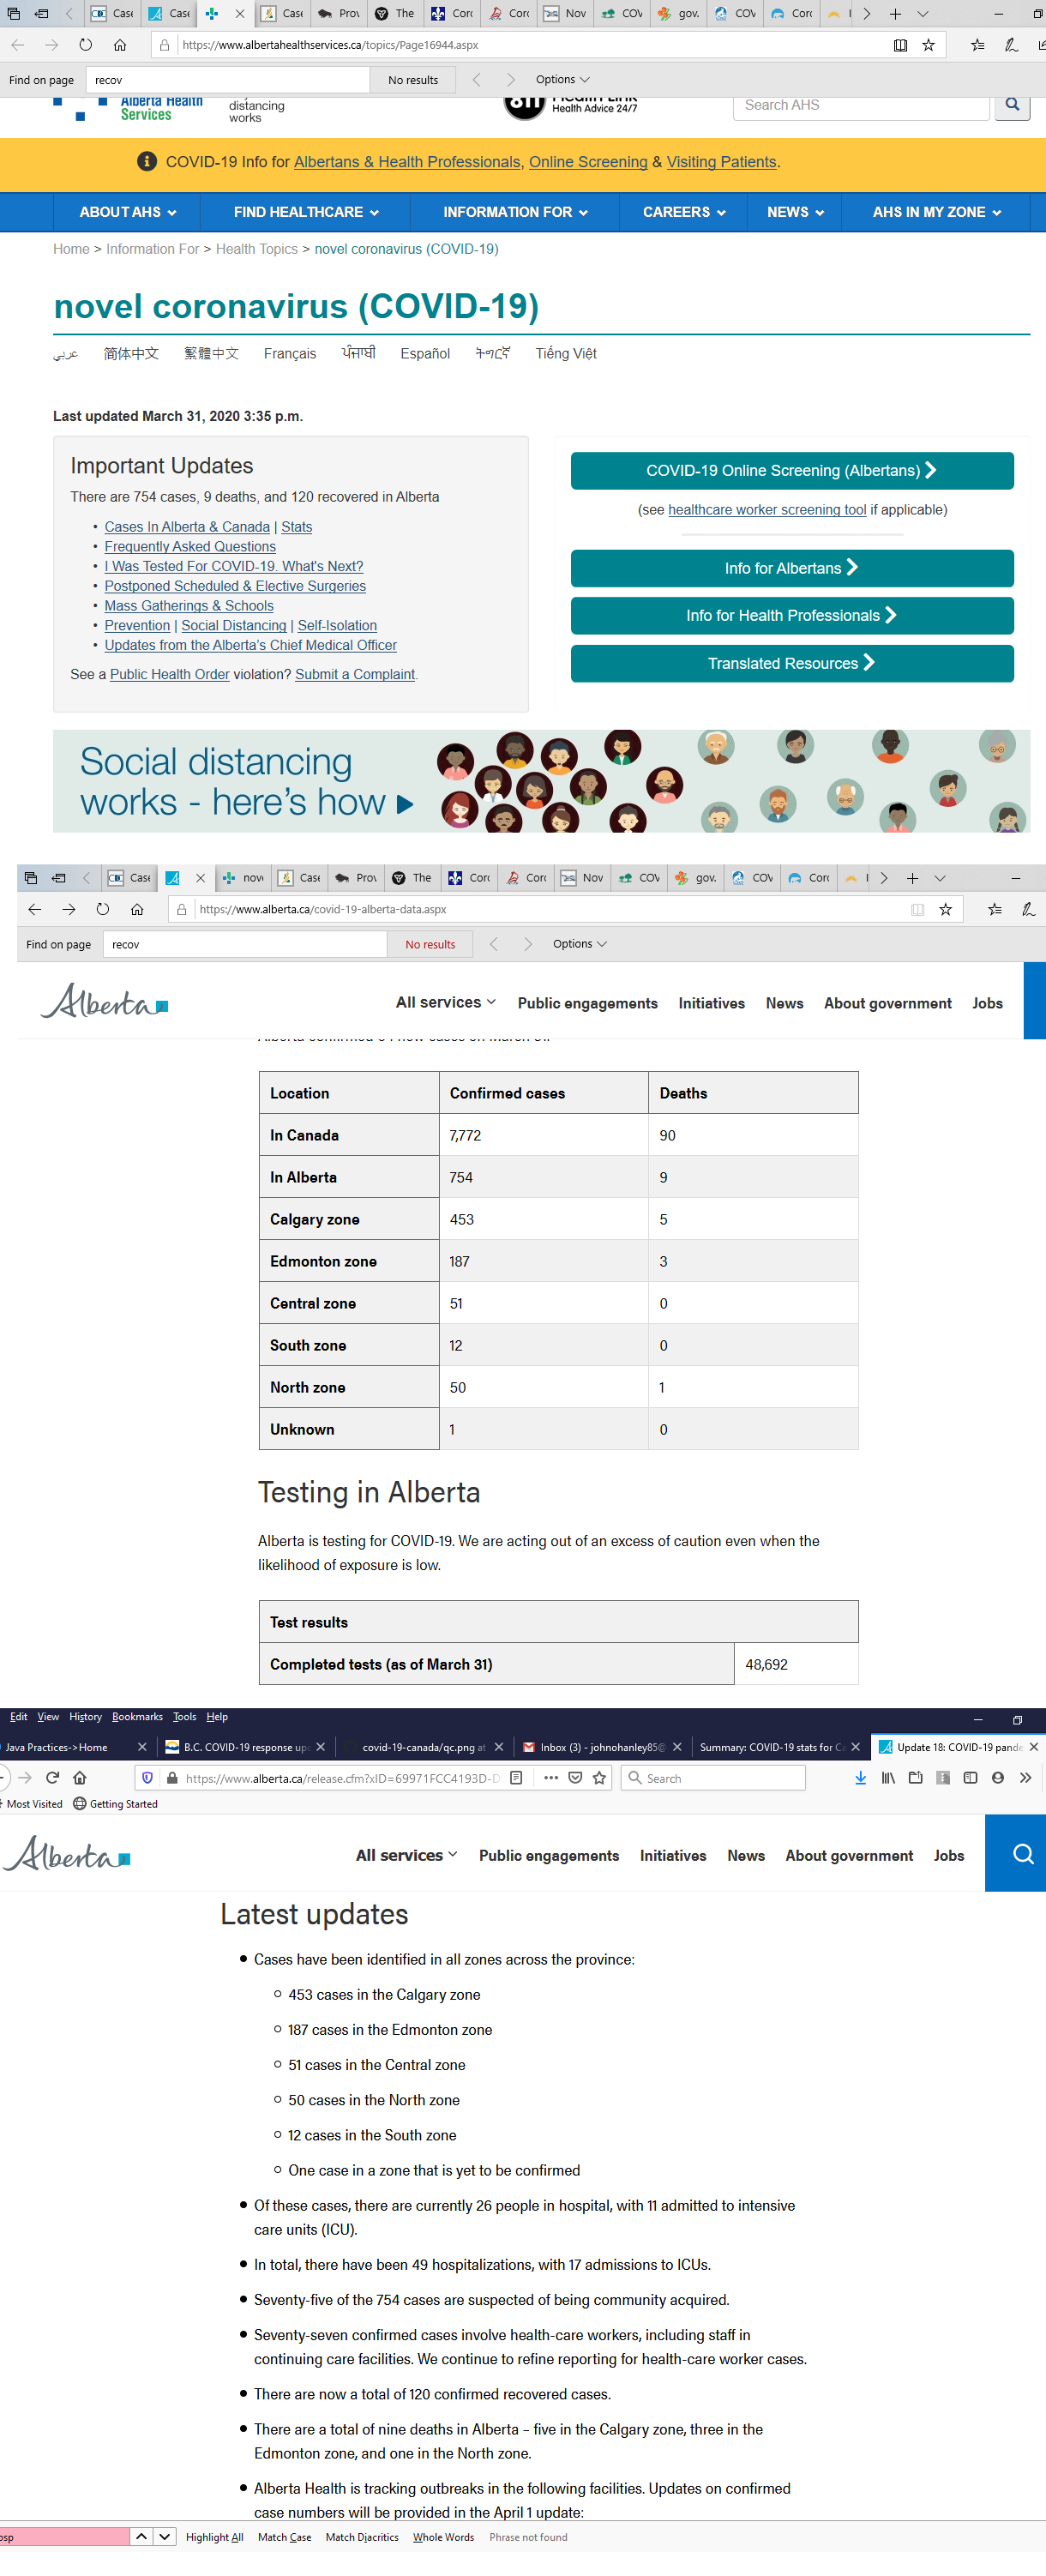 Case
Case
Case
Prov
The
Coro
Coro
Nov
COV
gov.
COV
Coro
https://www.albertahealthservices.ca/topics/Page16944.aspx
Find on page recov No results Options
Alberta Health
Services
distancing
works
Health Link
Health Advice 24/7
Search AHS
COVID-19 Info for Albertans & Health Professionals, Online Screening & Visiting Patients.
ABOUT AHS FIND HEALTHCARE INFORMATION FOR CAREERS NEWS AHS IN MY ZONE
Home > Information For > Health Topics > novel coronavirus (COVID-19)
novel coronavirus (COVID-19)
عربي 简体中文 繁體中文 Français ਪੰਜਾਬੀ Español ትግርኛ Tiếng Việt
Last updated March 31, 2020 3:35 p.m.
Important Updates
There are 754 cases, 9 deaths, and 120 recovered in Alberta
• Cases In Alberta & Canada | Stats
• Frequently Asked Questions
• I Was Tested For COVID-19. What's Next?
• Postponed Scheduled & Elective Surgeries
• Mass Gatherings & Schools
• Prevention | Social Distancing | Self-Isolation
• Updates from the Alberta's Chief Medical Officer
See a Public Health Order violation? Submit a Complaint.
COVID-19 Online Screening (Albertans)
(see healthcare worker screening tool if applicable)
Info for Albertans
Info for Health Professionals
Translated Resources
Social distancing
works - here's how
Case
nov
Case
Prov
The
Coro
Coro
Nov
COV
gov.
COV
Coro
https://www.alberta.ca/covid-19-alberta-data.aspx
Find on page recov No results Options
Alberta All services Public engagements Initiatives News About government Jobs
Location Confirmed cases Deaths
In Canada 7,772 90
In Alberta 754 9
Calgary zone 453 5
Edmonton zone 187 3
Central zone 51 0
South zone 12 0
North zone 50 1
Unknown 1 0
Testing in Alberta
Alberta is testing for COVID-19. We are acting out of an excess of caution even when the
likelihood of exposure is low.
Test results
Completed tests (as of March 31) 48,692
Edit View History Bookmarks Tools Help
Java Practices->Home B.C. COVID-19 response upd covid-19-canada/qc.png at Inbox (3) - johnohanley85@ Summary: COVID-19 stats for Ca Update 18: COVID-19 pande
https://www.alberta.ca/release.cfm?xID=69971FCC4193D-D Search
Most Visited Getting Started
Alberta All services Public engagements Initiatives News About government Jobs
Latest updates
• Cases have been identified in all zones across the province:
○ 453 cases in the Calgary zone
○ 187 cases in the Edmonton zone
○ 51 cases in the Central zone
○ 50 cases in the North zone
○ 12 cases in the South zone
○ One case in a zone that is yet to be confirmed
• Of these cases, there are currently 26 people in hospital, with 11 admitted to intensive
care units (ICU).
• In total, there have been 49 hospitalizations, with 17 admissions to ICUs.
• Seventy-five of the 754 cases are suspected of being community acquired.
• Seventy-seven confirmed cases involve health-care workers, including staff in
continuing care facilities. We continue to refine reporting for health-care worker cases.
• There are now a total of 120 confirmed recovered cases.
• There are a total of nine deaths in Alberta – five in the Calgary zone, three in the
Edmonton zone, and one in the North zone.
• Alberta Health is tracking outbreaks in the following facilities. Updates on confirmed
case numbers will be provided in the April 1 update:
osp Highlight All Match Case Match Diacritics Whole Words Phrase not found